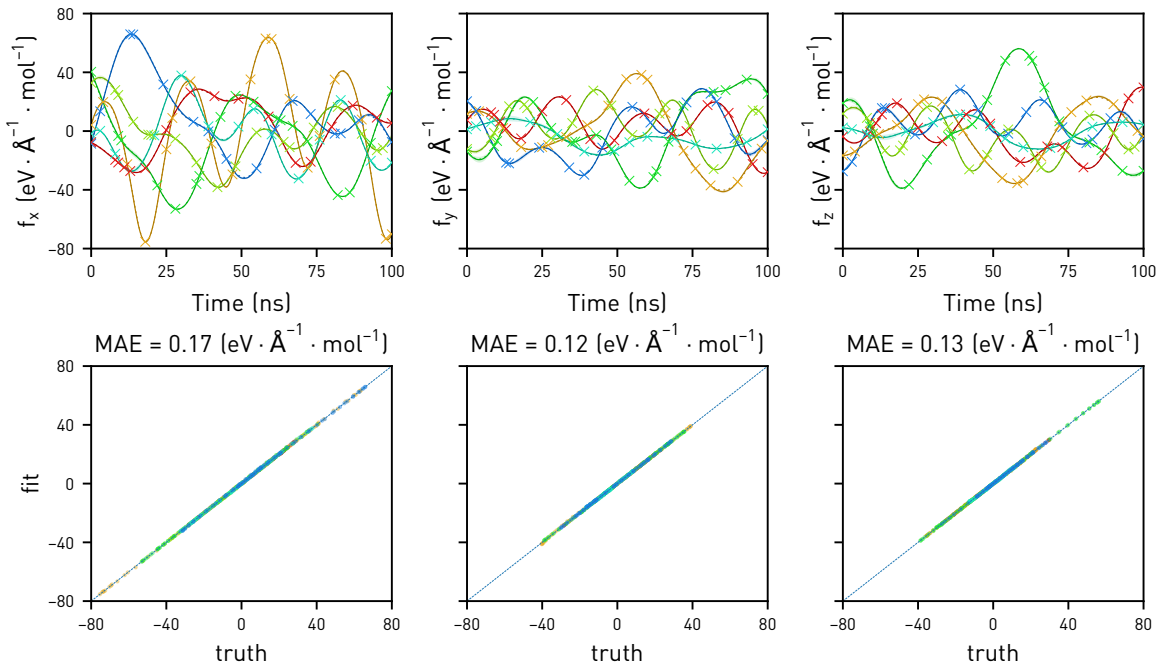 80
40
0
−40
−80
f_x (eV · Å⁻¹ · mol⁻¹)
0 25 50 75 100
Time (ns)
f_y (eV · Å⁻¹ · mol⁻¹)
0 25 50 75 100
Time (ns)
f_z (eV · Å⁻¹ · mol⁻¹)
0 25 50 75 100
Time (ns)
MAE = 0.17 (eV · Å⁻¹ · mol⁻¹)
MAE = 0.12 (eV · Å⁻¹ · mol⁻¹)
MAE = 0.13 (eV · Å⁻¹ · mol⁻¹)
80
40
0
−40
−80
fit
−80 −40 0 40 80
truth
−80 −40 0 40 80
truth
−80 −40 0 40 80
truth